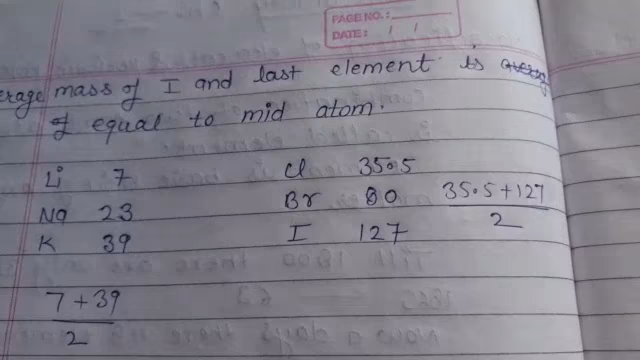 PAGE NO.:
DATE: / /
erage mass of I and last element is
of equal to mid atom.
Li 7 Cl 35.5
Na 23 Br 80 35.5+127
K 39 I 127 2
7+39
2